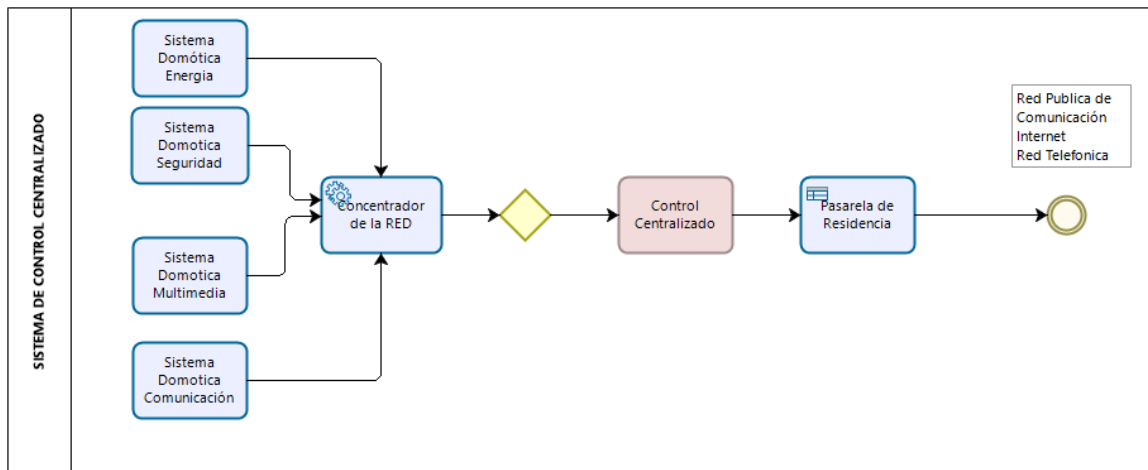 SISTEMA DE CONTROL CENTRALIZADO
Sistema
Domótica
Energia
Sistema
Domotica
Seguridad
Sistema
Domotica
Multimedia
Sistema
Domotica
Comunicación
Concentrador
de la RED
Control
Centralizado
Pasarela de
Residencia
Red Publica de
Comunicación
Internet
Red Telefonica